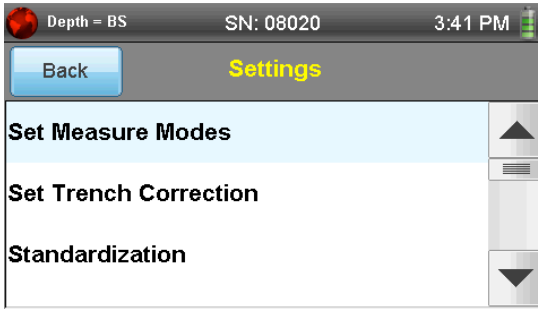 Depth = BS SN: 08020 3:41 PM
Back Settings
Set Measure Modes
Set Trench Correction
Standardization